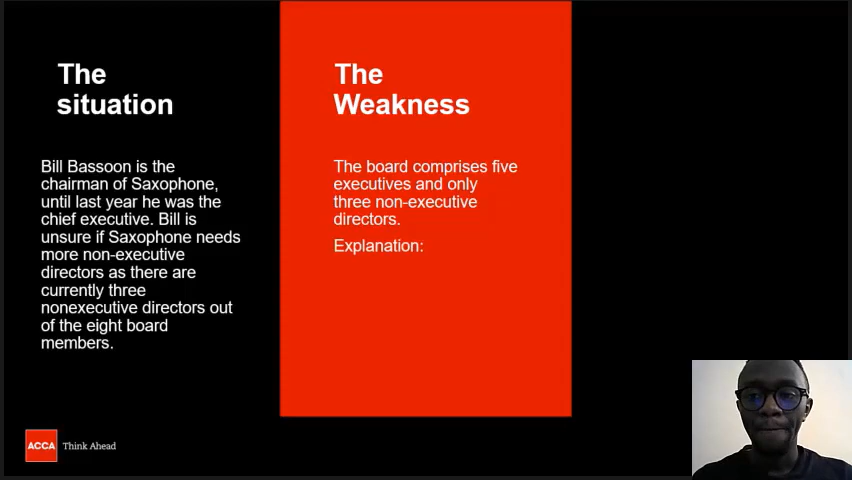 The
situation
Bill Bassoon is the
chairman of Saxophone,
until last year he was the
chief executive. Bill is
unsure if Saxophone needs
more non-executive
directors as there are
currently three
nonexecutive directors out
of the eight board
members.
The
Weakness
The board comprises five
executives and only
three non-executive
directors.
Explanation:
ACCA
Think Ahead